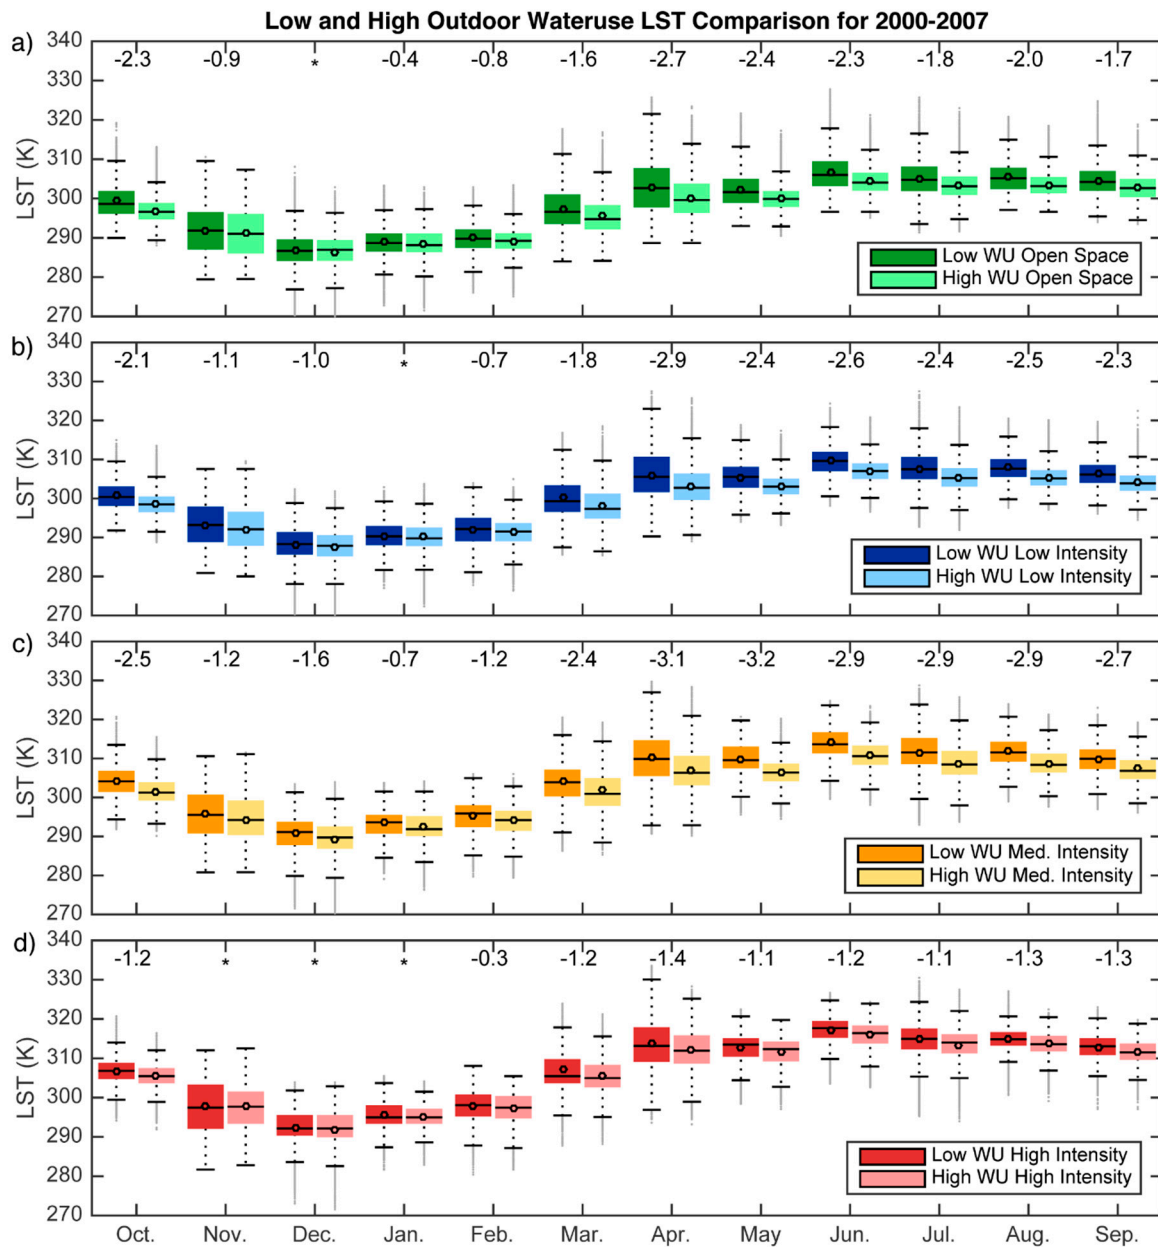 Low and High Outdoor Wateruse LST Comparison for 2000-2007
a)
340
330
320
310
300
290
280
270
LST (K)
-2.3 -0.9 * -0.4 -0.8 -1.6 -2.7 -2.4 -2.3 -1.8 -2.0 -1.7
Low WU Open Space
High WU Open Space
b)
340
330
320
310
300
290
280
270
LST (K)
-2.1 -1.1 -1.0 * -0.7 -1.8 -2.9 -2.4 -2.6 -2.4 -2.5 -2.3
Low WU Low Intensity
High WU Low Intensity
c)
340
330
320
310
300
290
280
270
LST (K)
-2.5 -1.2 -1.6 -0.7 -1.2 -2.4 -3.1 -3.2 -2.9 -2.9 -2.9 -2.7
Low WU Med. Intensity
High WU Med. Intensity
d)
340
330
320
310
300
290
280
270
LST (K)
-1.2 * * * -0.3 -1.2 -1.4 -1.1 -1.2 -1.1 -1.3 -1.3
Low WU High Intensity
High WU High Intensity
Oct. Nov. Dec. Jan. Feb. Mar. Apr. May Jun. Jul. Aug. Sep.